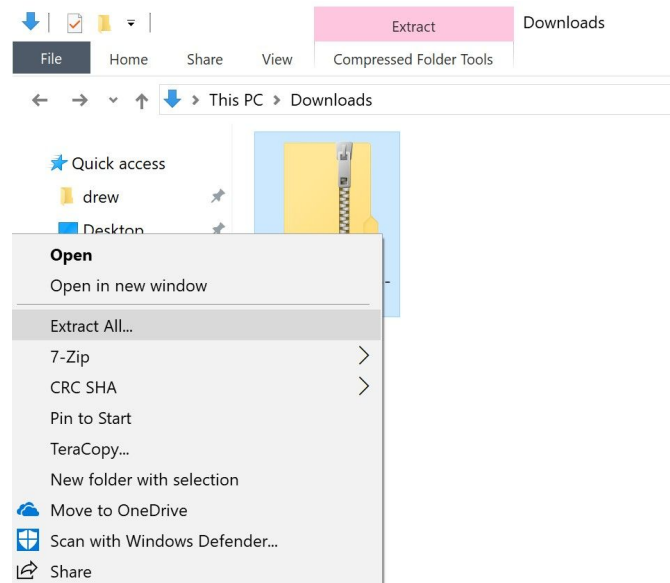 Extract
Downloads
File Home Share View Compressed Folder Tools
This PC > Downloads
Quick access
drew
Desktop
Open
Open in new window
Extract All...
7-Zip
CRC SHA
Pin to Start
TeraCopy...
New folder with selection
Move to OneDrive
Scan with Windows Defender...
Share